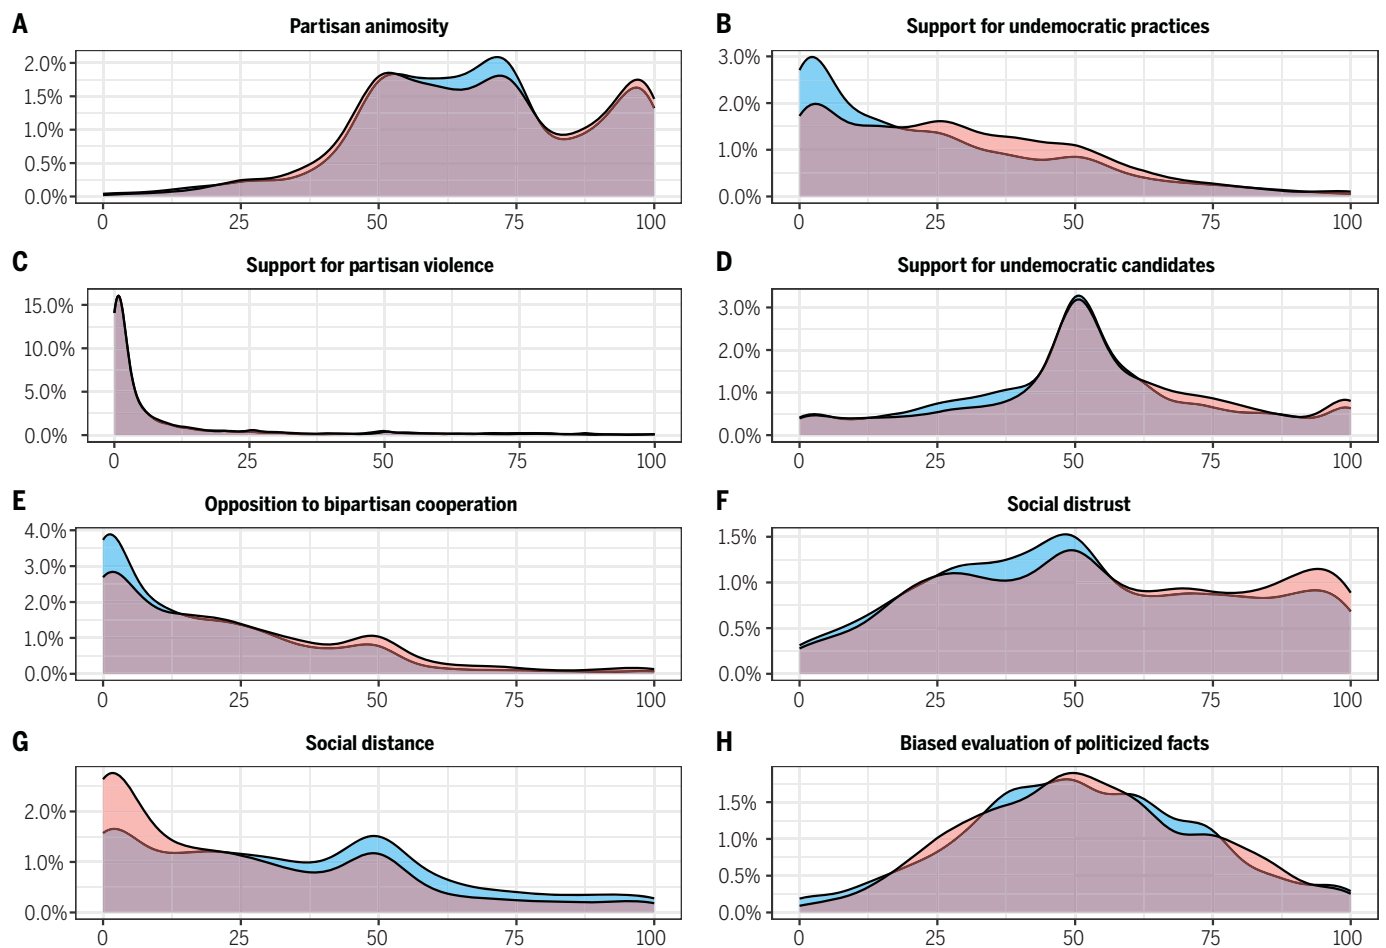 A Partisan animosity
2.0%
1.5%
1.0%
0.5%
0.0%
0 25 50 75 100
B Support for undemocratic practices
3.0%
2.0%
1.0%
0.0%
0 25 50 75 100
C Support for partisan violence
15.0%
10.0%
5.0%
0.0%
0 25 50 75 100
D Support for undemocratic candidates
3.0%
2.0%
1.0%
0.0%
0 25 50 75 100
E Opposition to bipartisan cooperation
4.0%
3.0%
2.0%
1.0%
0.0%
0 25 50 75 100
F Social distrust
1.5%
1.0%
0.5%
0.0%
0 25 50 75 100
G Social distance
2.0%
1.0%
0.0%
0 25 50 75 100
H Biased evaluation of politicized facts
1.5%
1.0%
0.5%
0.0%
0 25 50 75 100